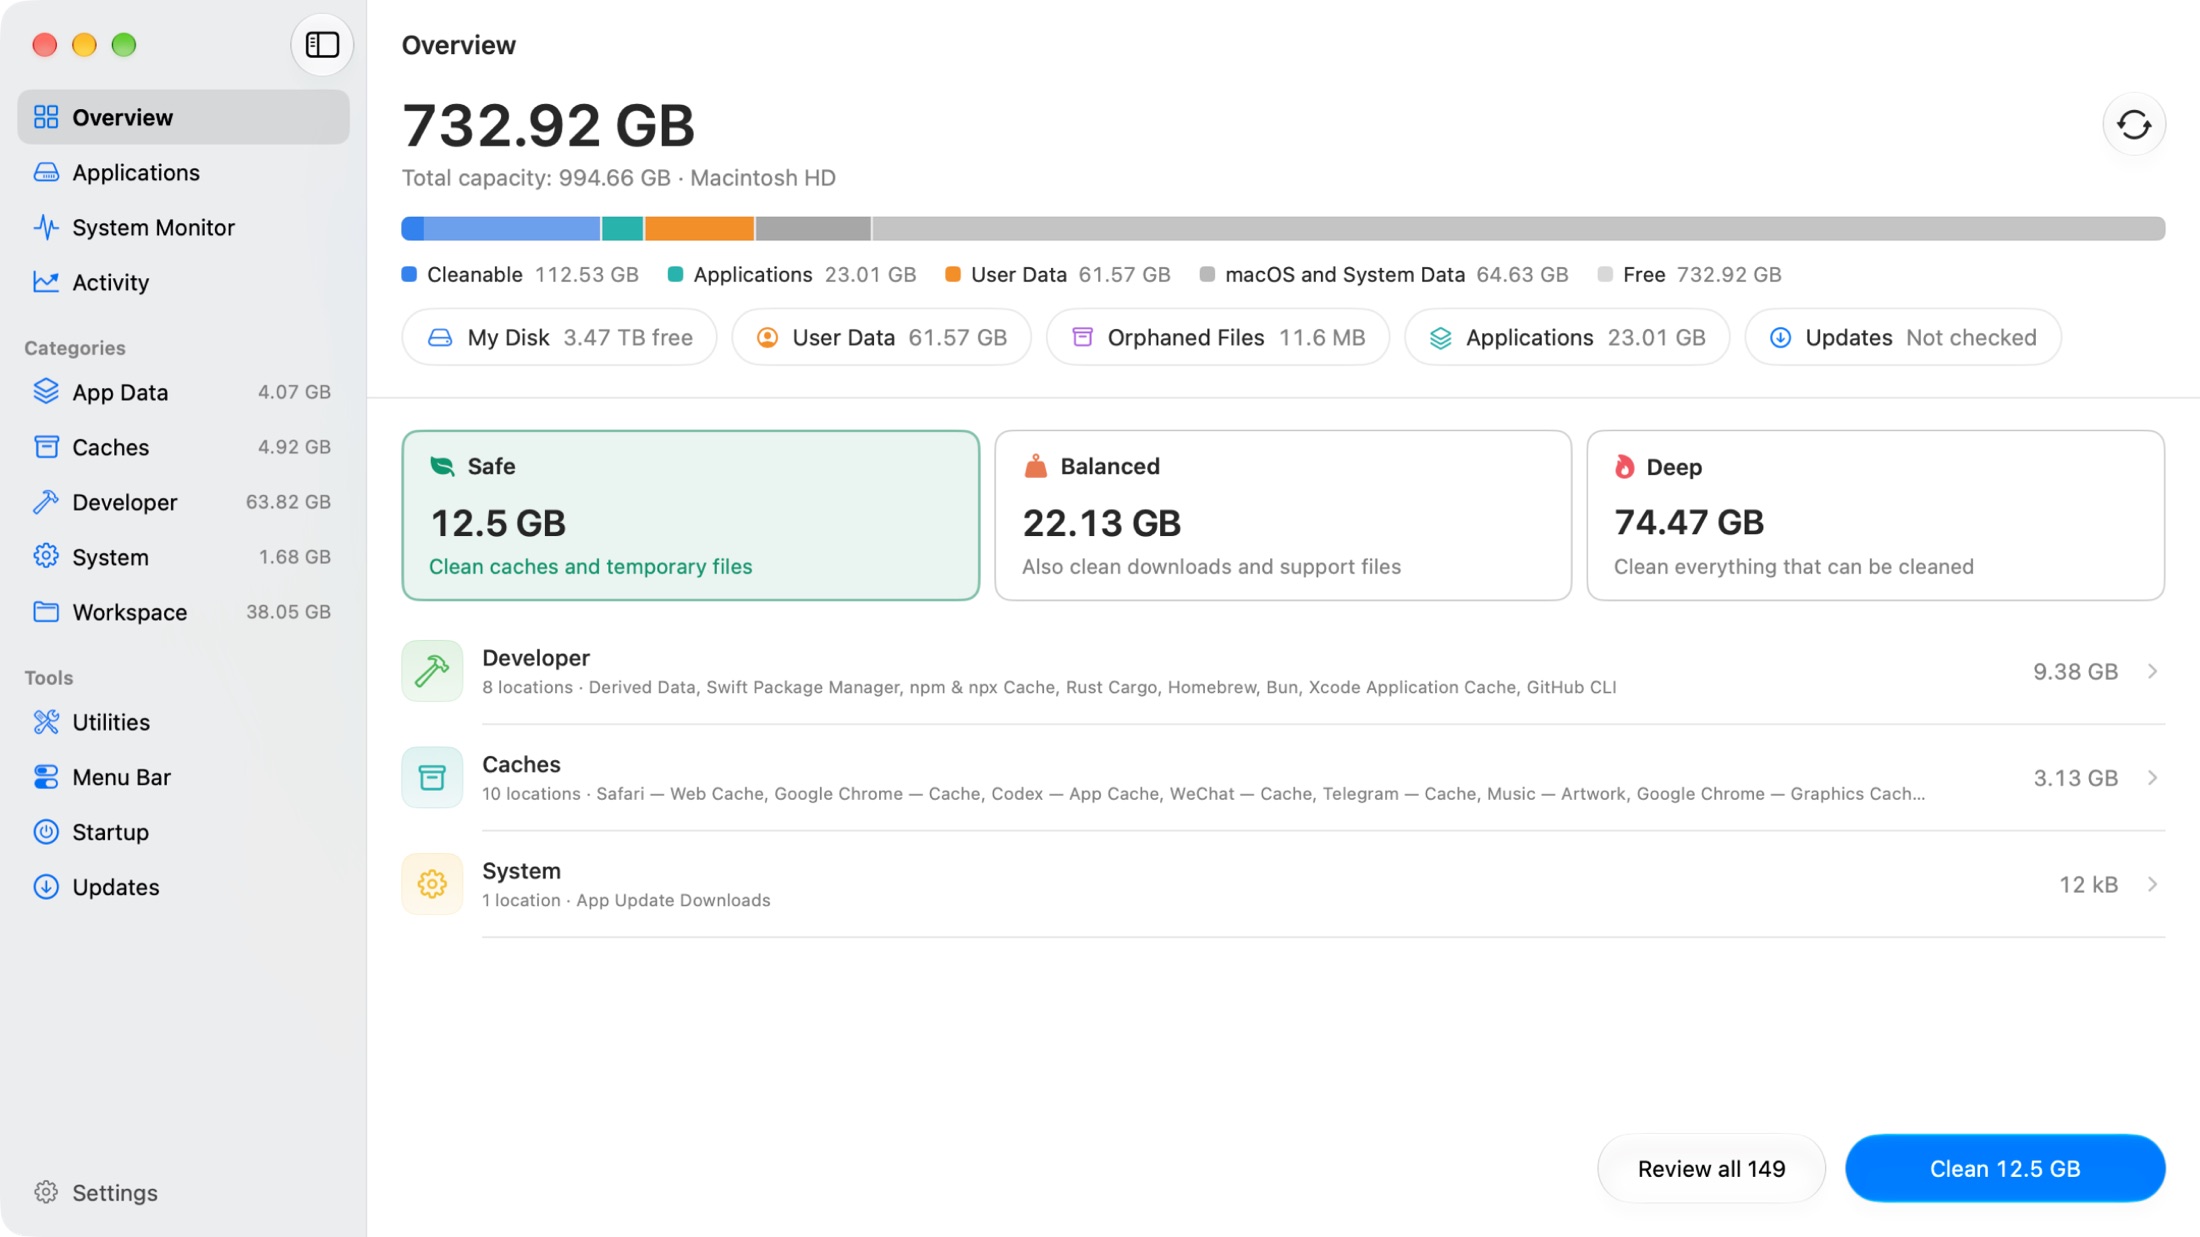 Overview
Applications
System Monitor
Activity
Categories
App Data 4.07 GB
Caches 4.92 GB
Developer 63.82 GB
System 1.68 GB
Workspace 38.05 GB
Tools
Utilities
Menu Bar
Startup
Updates
Settings
Overview
732.92 GB
Total capacity: 994.66 GB · Macintosh HD
Cleanable 112.53 GB Applications 23.01 GB User Data 61.57 GB macOS and System Data 64.63 GB Free 732.92 GB
My Disk 3.47 TB free User Data 61.57 GB Orphaned Files 11.6 MB Applications 23.01 GB Updates Not checked
Safe
12.5 GB
Clean caches and temporary files
Balanced
22.13 GB
Also clean downloads and support files
Deep
74.47 GB
Clean everything that can be cleaned
Developer
8 locations · Derived Data, Swift Package Manager, npm & npx Cache, Rust Cargo, Homebrew, Bun, Xcode Application Cache, GitHub CLI
9.38 GB
Caches
10 locations · Safari — Web Cache, Google Chrome — Cache, Codex — App Cache, WeChat — Cache, Telegram — Cache, Music — Artwork, Google Chrome — Graphics Cach...
3.13 GB
System
1 location · App Update Downloads
12 kB
Review all 149
Clean 12.5 GB